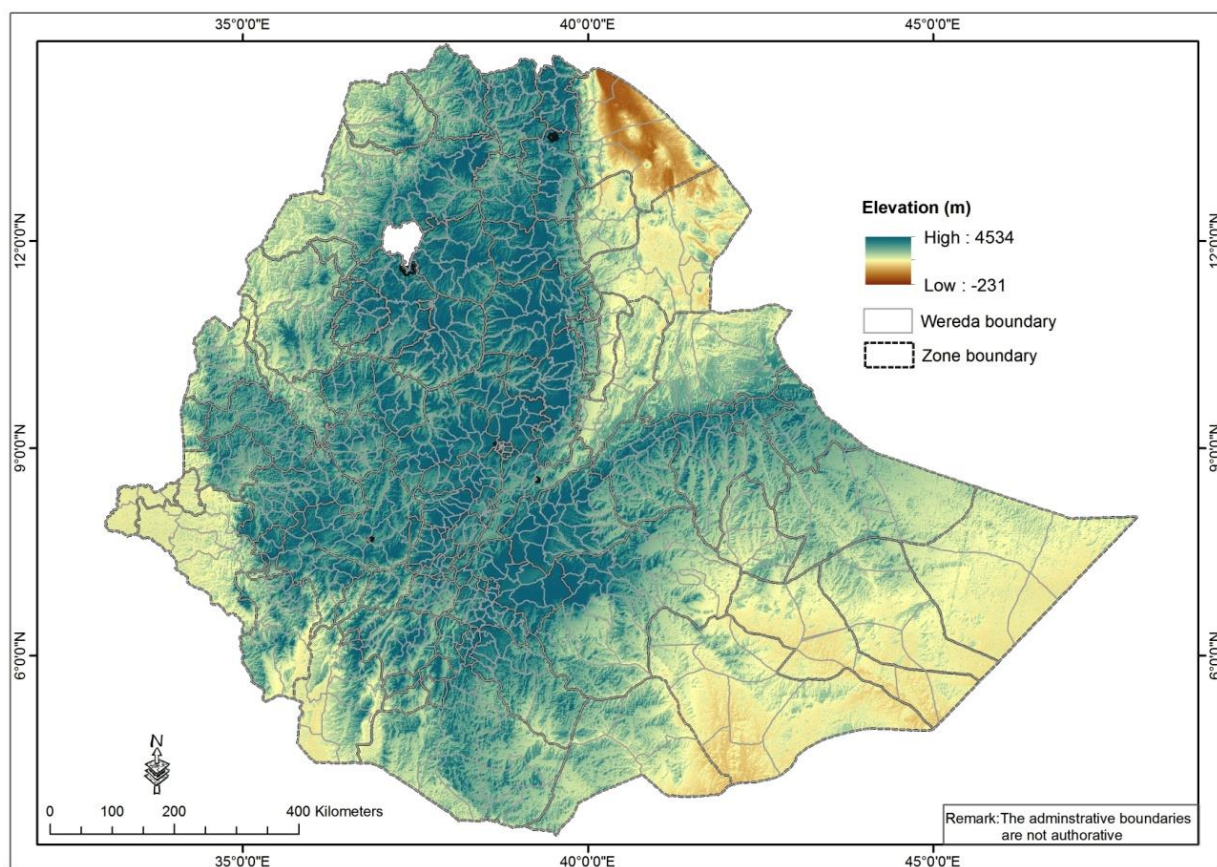 35°0'0"E 40°0'0"E 45°0'0"E
12°0'0"N
9°0'0"N
6°0'0"N
Elevation (m)
High : 4534
Low : -231
Wereda boundary
Zone boundary
12°0'0"N
9°0'0"N
6°0'0"N
N
0 100 200 400 Kilometers
Remark:The adminstrative boundaries
are not authorative
35°0'0"E 40°0'0"E 45°0'0"E